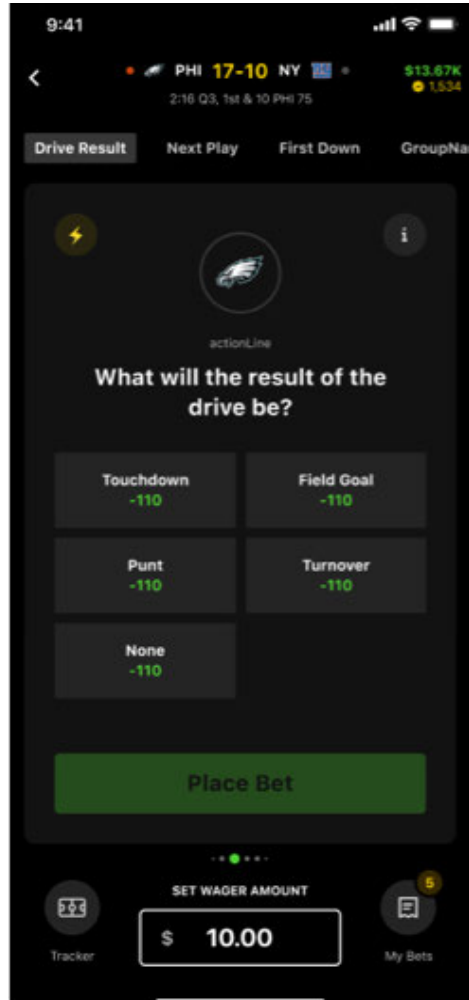 9:41
PHI 17-10 NY
$13.67K
1,534
2:16 Q3, 1st & 10 PHI 75
Drive Result Next Play First Down GroupNa
i
actionLine
What will the result of the
drive be?
Touchdown
-110
Field Goal
-110
Punt
-110
Turnover
-110
None
-110
Place Bet
SET WAGER AMOUNT
5
$ 10.00
Tracker
My Bets